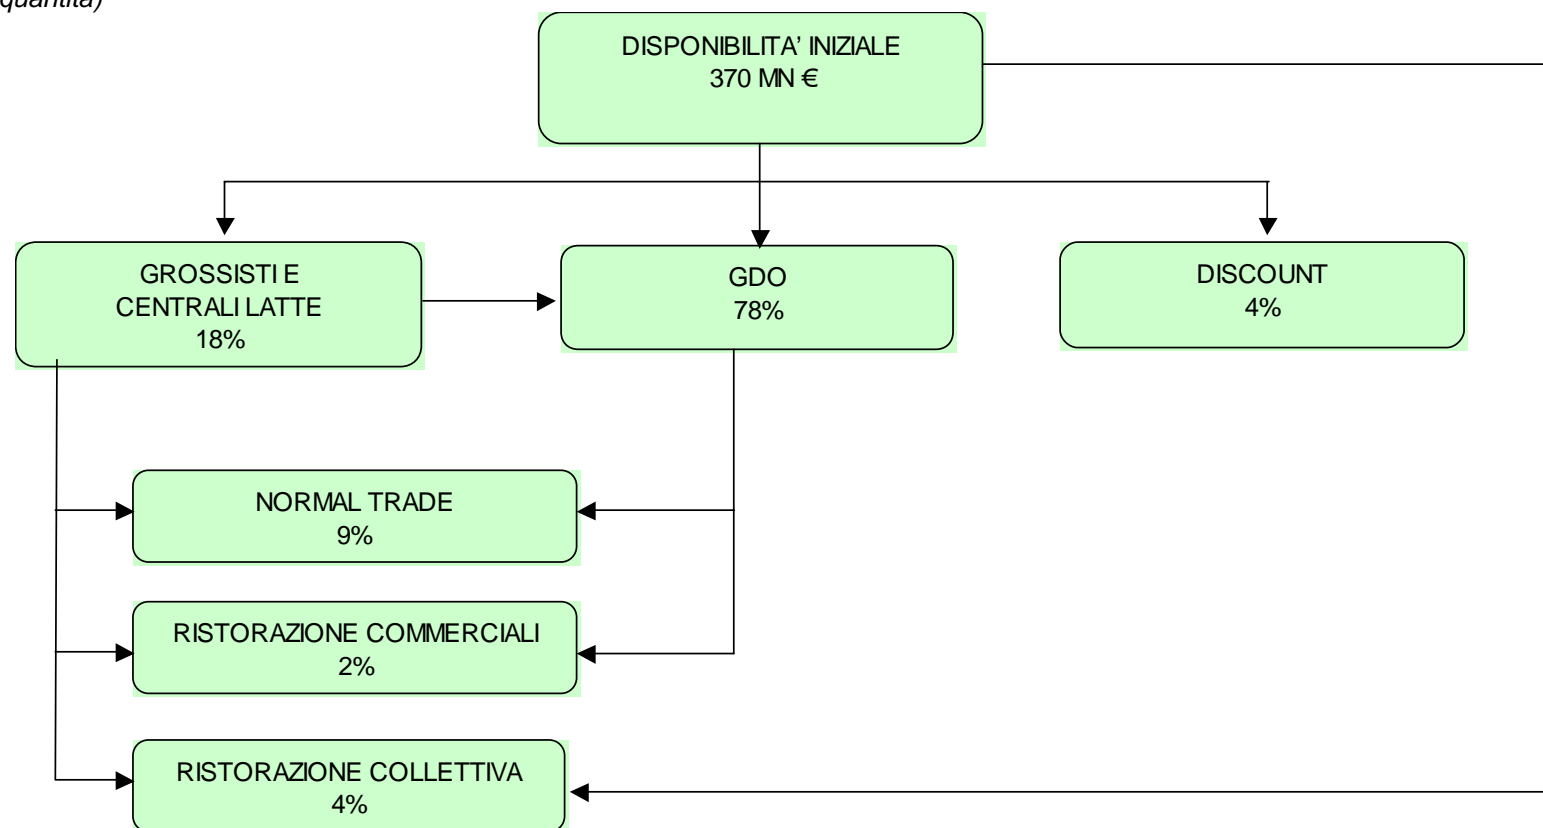 quantità)
DISPONIBILITA' INIZIALE
370 MN €
GROSSISTI E
CENTRALI LATTE
18%
GDO
78%
DISCOUNT
4%
NORMAL TRADE
9%
RISTORAZIONE COMMERCIALI
2%
RISTORAZIONE COLLETTIVA
4%